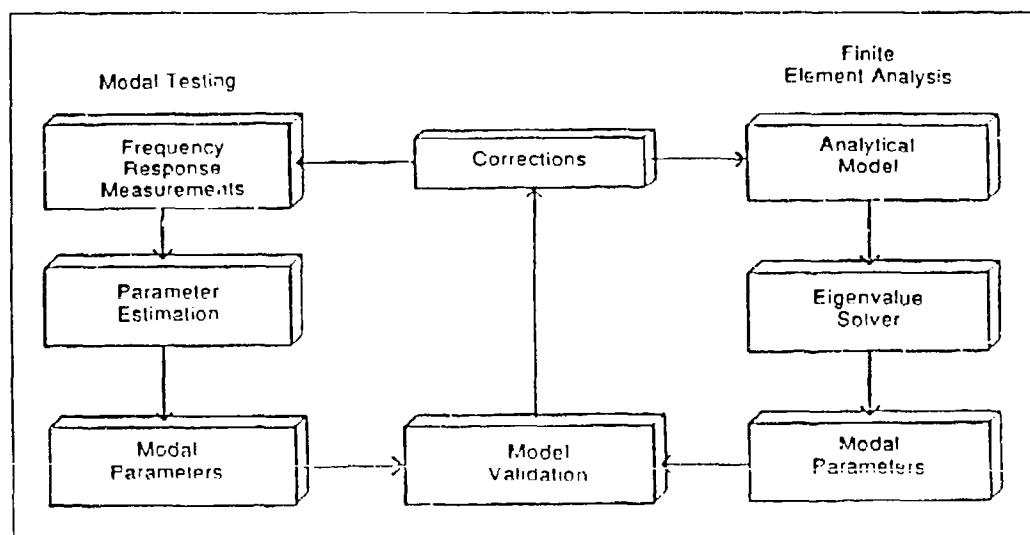 Modal Testing
Finite
Element Analysis
Frequency
Response
Measurements
Corrections
Analytical
Model
Parameter
Estimation
Eigenvalue
Solver
Modal
Parameters
Model
Validation
Modal
Parameters